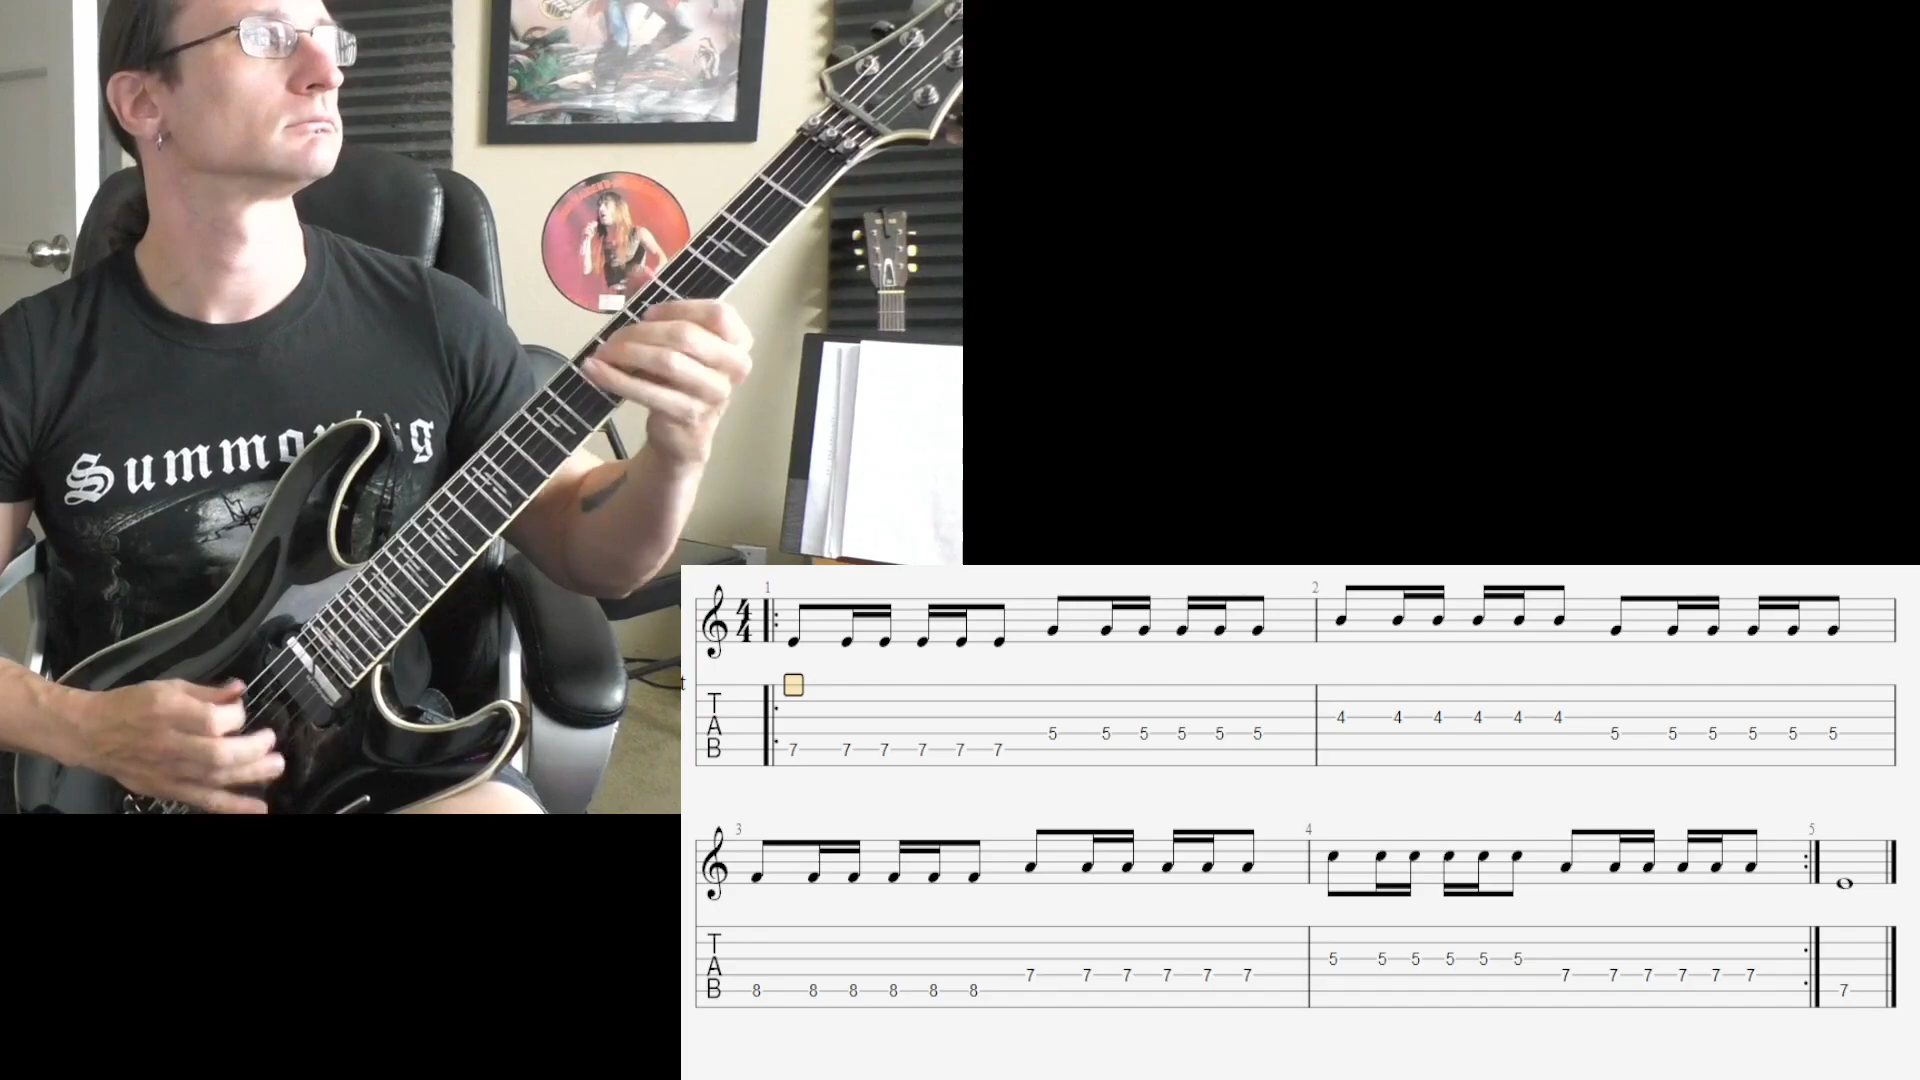 Summoning
t
1
2
4
4
T
A
B
7 7 7 7 7 7 5 5 5 5 5 5
4 4 4 4 4 4 5 5 5 5 5 5
3
4
5
T
A
B
8 8 8 8 8 8 7 7 7 7 7 7
5 5 5 5 5 5 7 7 7 7 7 7
7